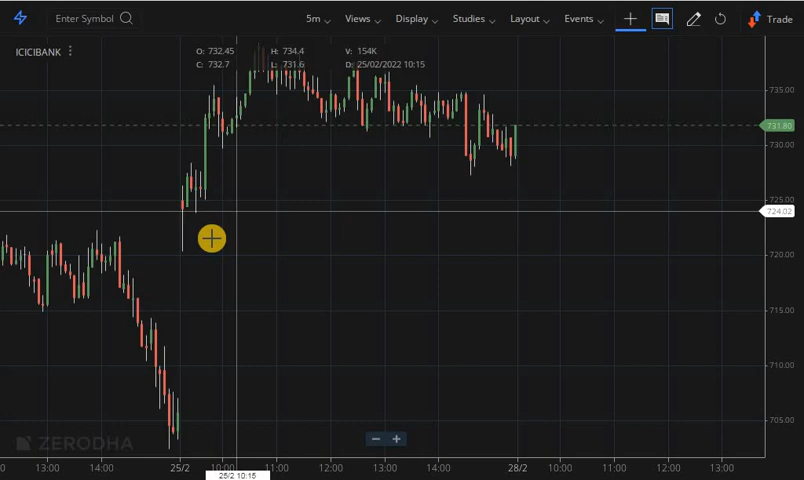 Enter Symbol 5m Views Display Studies Layout Events Trade
ICICIBANK O: 732.45 H: 734.4 V: 154K
C: 732.7 L: 731.6 D: 25/02/2022 10:15
735.00
731.80
730.00
724.02
720.00
715.00
710.00
705.00
ZERODHA
13:00 14:00 25/2 10:00 11:00 12:00 13:00 14:00 28/2 10:00 11:00 12:00 13:00
25/2 10:15